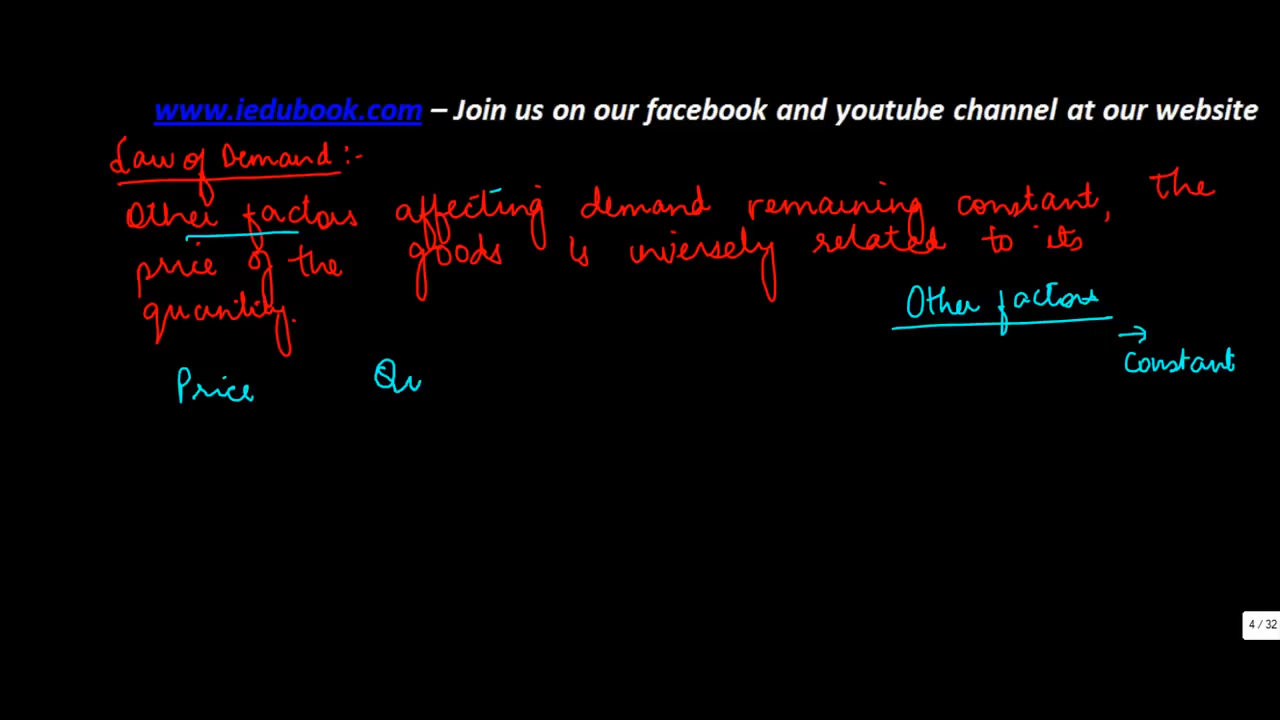 www.iedubook.com – Join us on our facebook and youtube channel at our website
Law of Demand :-
Other factors affecting demand remaining constant, the
price of the goods is inversely related to its
quantity.
Other factors
→ Constant
Price Qu
4 / 32